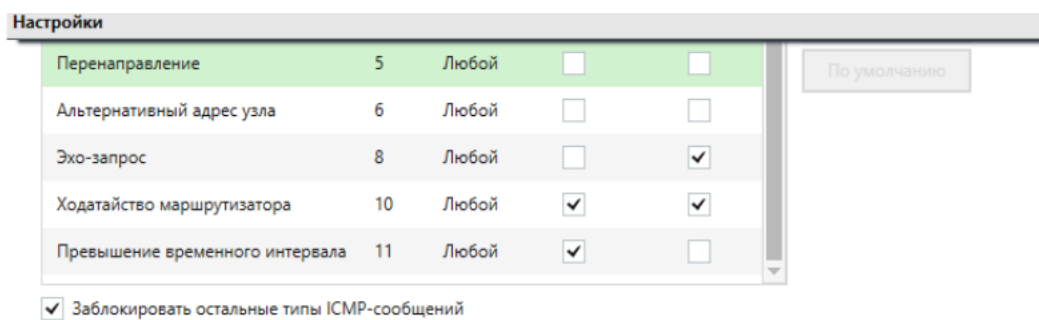 Настройки
Перенаправление 5 Любой
По умолчанию
Альтернативный адрес узла 6 Любой
Эхо-запрос 8 Любой
Ходатайство маршрутизатора 10 Любой
Превышение временного интервала 11 Любой
Заблокировать остальные типы ICMP-сообщений